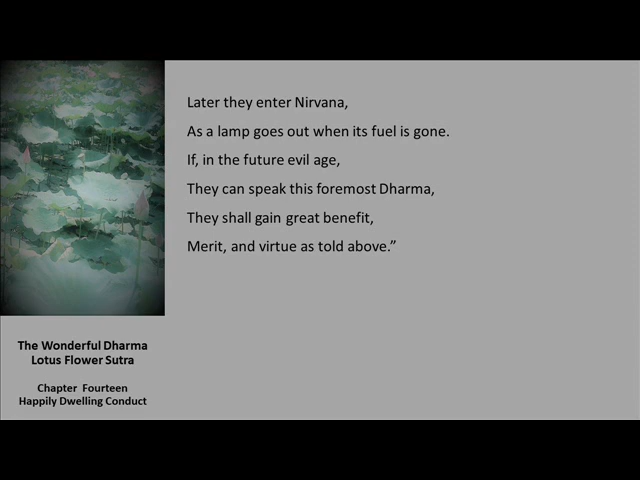 Later they enter Nirvana,
As a lamp goes out when its fuel is gone.
If, in the future evil age,
They can speak this foremost Dharma,
They shall gain great benefit,
Merit, and virtue as told above.”
The Wonderful Dharma
Lotus Flower Sutra
Chapter Fourteen
Happily Dwelling Conduct